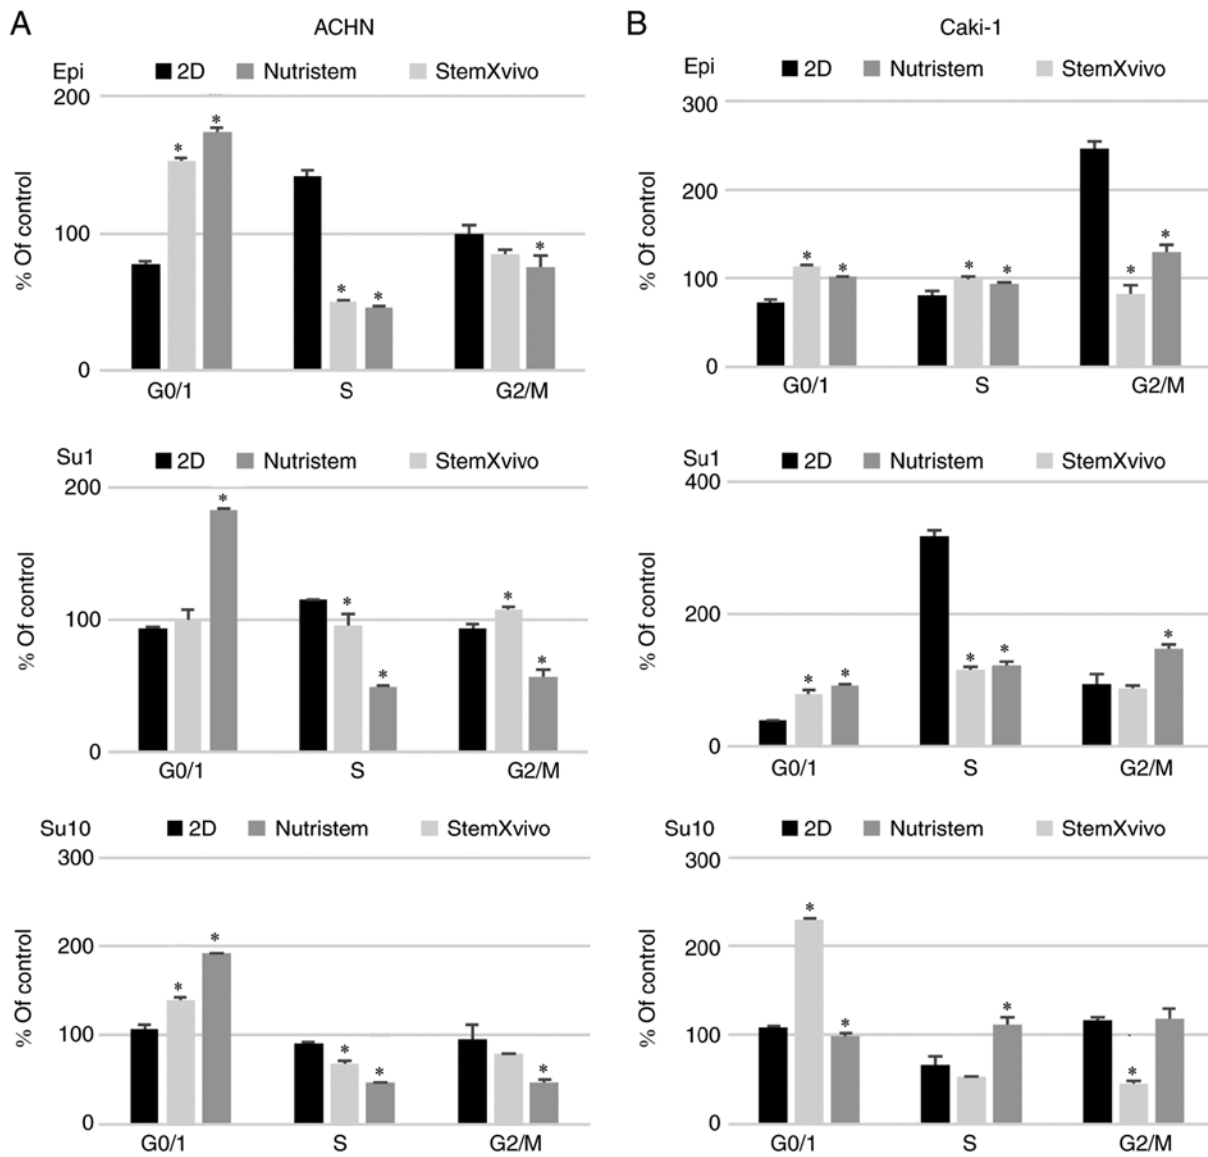 A ACHN
Epi 2D Nutristem StemXvivo
% Of control
200
100
0
* * * * *
G0/1 S G2/M
Su1 2D Nutristem StemXvivo
% Of control
200
100
0
* * * * *
G0/1 S G2/M
Su10 2D Nutristem StemXvivo
% Of control
300
200
100
0
* * * * *
G0/1 S G2/M
B Caki-1
Epi 2D Nutristem StemXvivo
% Of control
300
200
100
0
* * * * * *
G0/1 S G2/M
Su1 2D Nutristem StemXvivo
% Of control
400
200
0
* * * * *
G0/1 S G2/M
Su10 2D Nutristem StemXvivo
% Of control
300
200
100
0
* * * *
G0/1 S G2/M